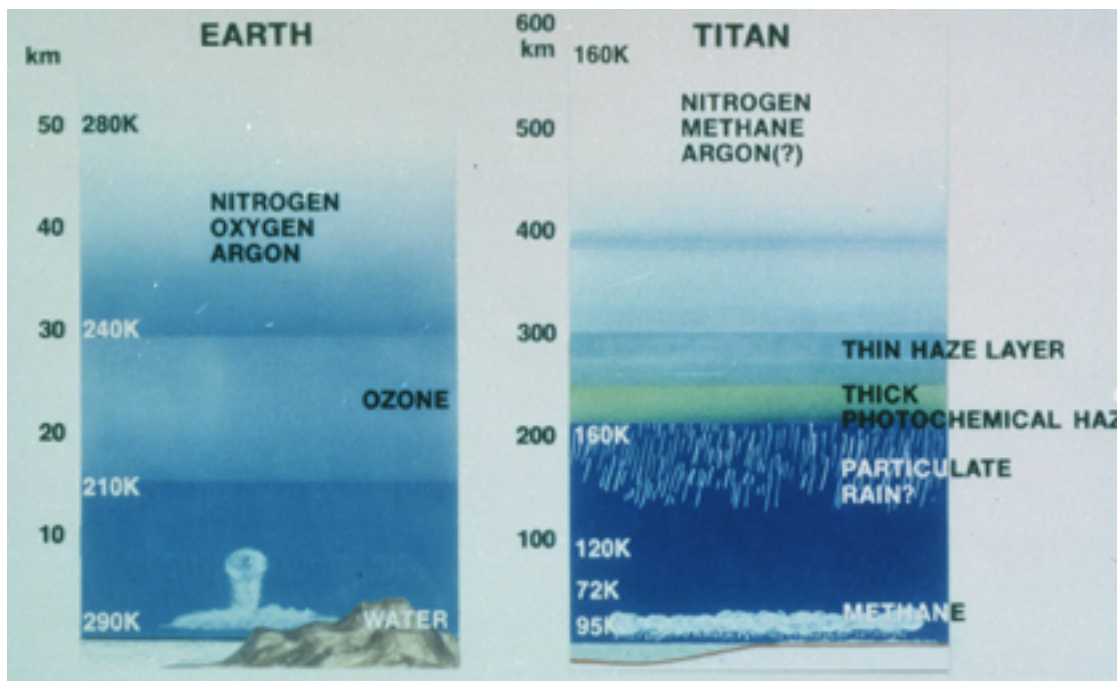 EARTH
km
50
280K
NITROGEN
OXYGEN
ARGON
40
30
240K
OZONE
20
210K
10
290K
WATER
TITAN
600
km
160K
NITROGEN
METHANE
ARGON(?)
500
400
300
THIN HAZE LAYER
THICK
PHOTOCHEMICAL HAZ
200
160K
PARTICULATE
RAIN?
100
120K
72K
METHANE
95K